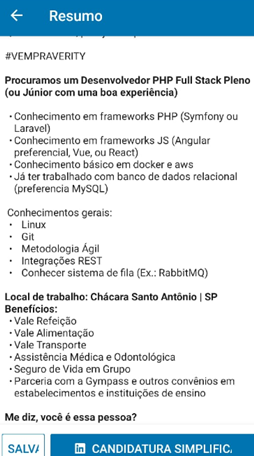 Resumo
#VEMPRAVERITY
Procuramos um Desenvolvedor PHP Full Stack Pleno
(ou Júnior com uma boa experiência)
• Conhecimento em frameworks PHP (Symfony ou
Laravel)
• Conhecimento em frameworks JS (Angular
preferencial, Vue, ou React)
• Conhecimento básico em docker e aws
• Já ter trabalhado com banco de dados relacional
(preferencia MySQL)
Conhecimentos gerais:
• Linux
• Git
• Metodologia Ágil
• Integrações REST
• Conhecer sistema de fila (Ex.: RabbitMQ)
Local de trabalho: Chácara Santo Antônio | SP
Benefícios:
• Vale Refeição
• Vale Alimentação
• Vale Transporte
• Assistência Médica e Odontológica
• Seguro de Vida em Grupo
• Parceria com a Gympass e outros convênios em
estabelecimentos e instituições de ensino
Me diz, você é essa pessoa?
SALVA
in CANDIDATURA SIMPLIFIC